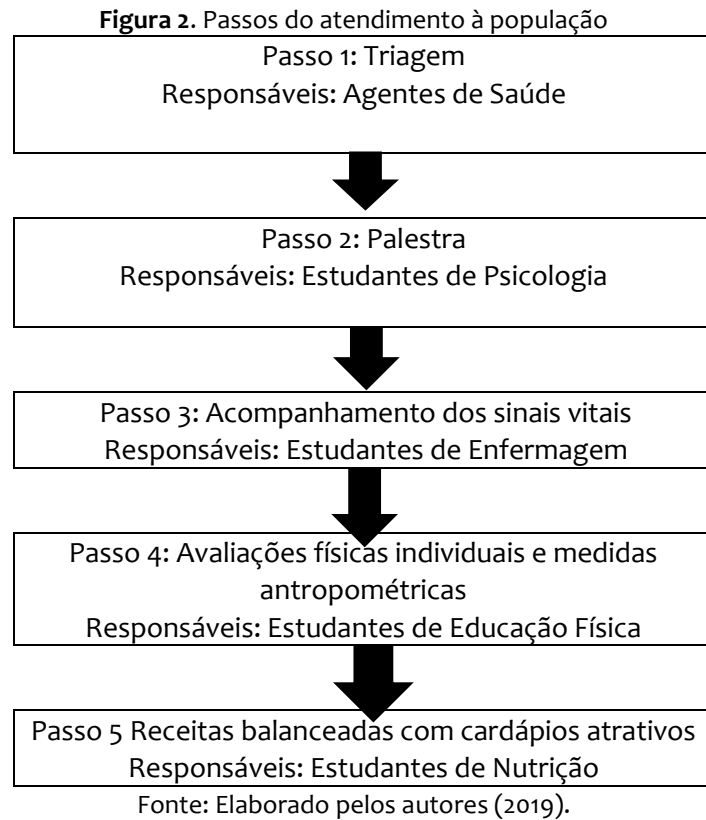 Figura 2. Passos do atendimento à população
Passo 1: Triagem
Responsáveis: Agentes de Saúde
Passo 2: Palestra
Responsáveis: Estudantes de Psicologia
Passo 3: Acompanhamento dos sinais vitais
Responsáveis: Estudantes de Enfermagem
Passo 4: Avaliações físicas individuais e medidas
antropométricas
Responsáveis: Estudantes de Educação Física
Passo 5 Receitas balanceadas com cardápios atrativos
Responsáveis: Estudantes de Nutrição
Fonte: Elaborado pelos autores (2019).